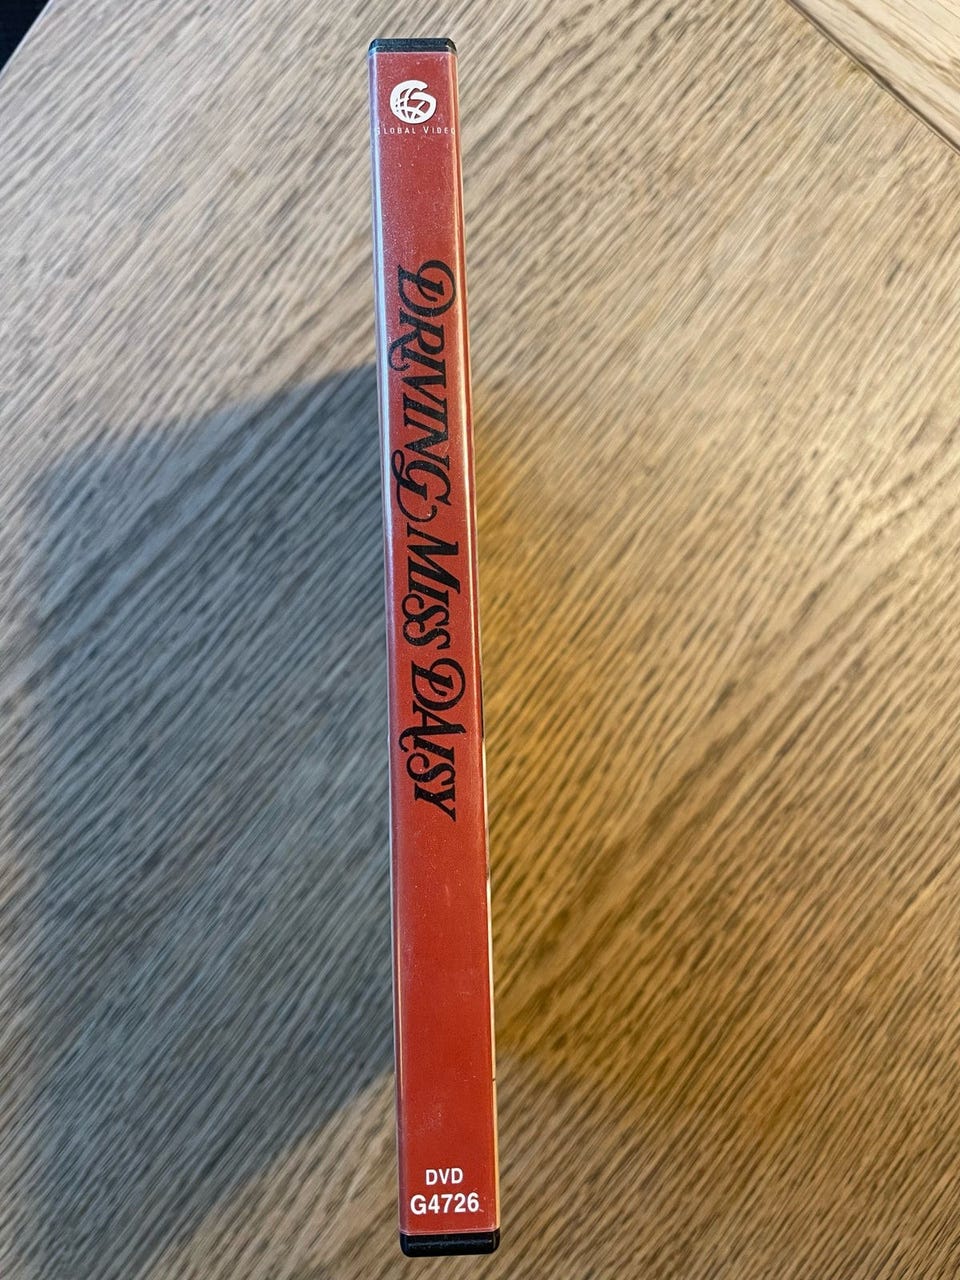 GLOBAL VIDEO
DRIVING MISS DAISY
DVD
G4726